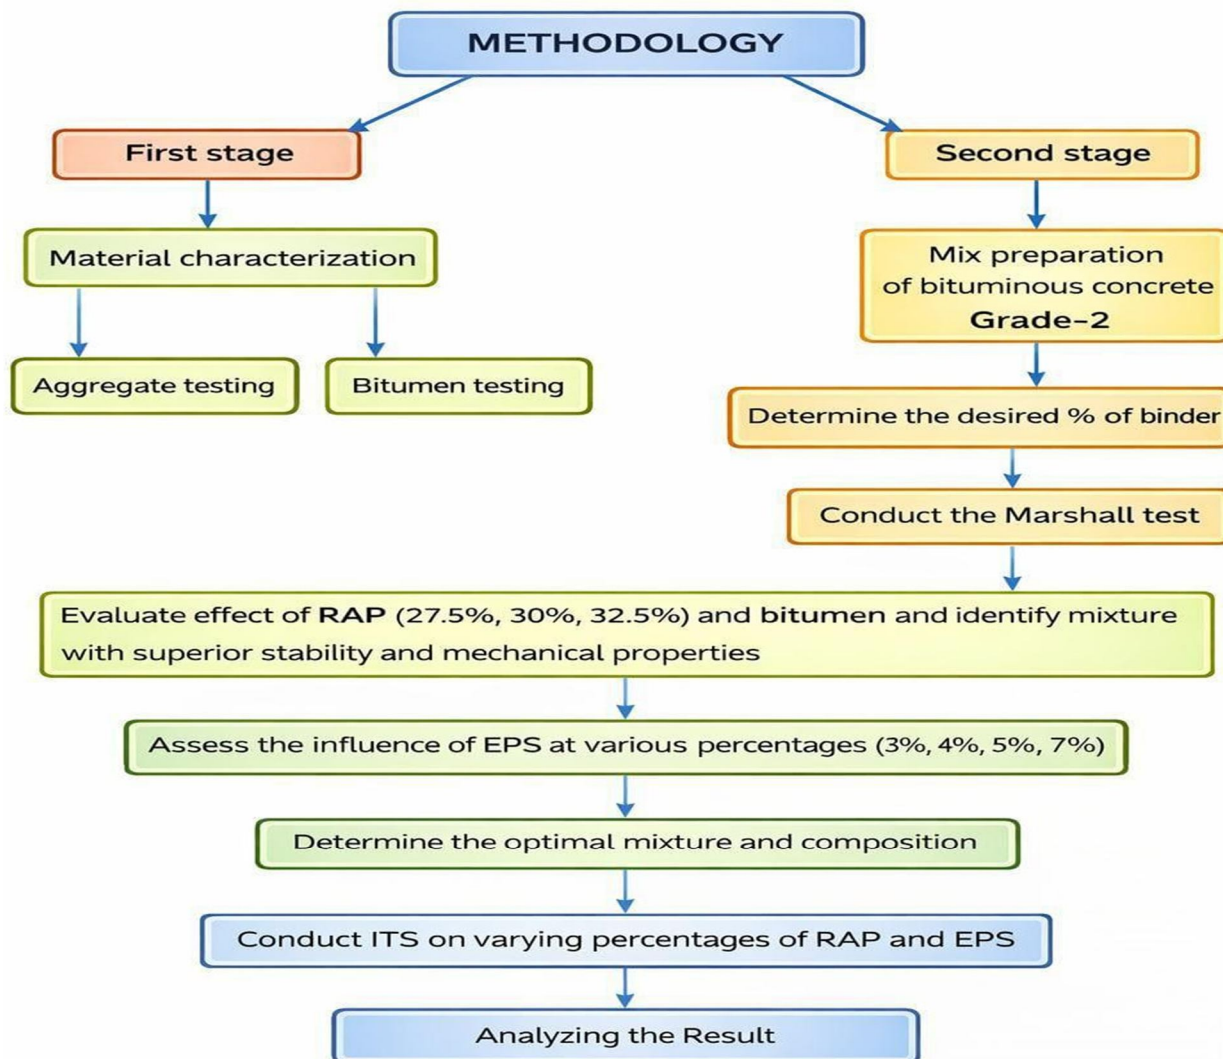 METHODOLOGY
First stage
Second stage
Material characterization
Mix preparation
of bituminous concrete
Grade-2
Aggregate testing
Bitumen testing
Determine the desired % of binder
Conduct the Marshall test
Evaluate effect of RAP (27.5%, 30%, 32.5%) and bitumen and identify mixture
with superior stability and mechanical properties
Assess the influence of EPS at various percentages (3%, 4%, 5%, 7%)
Determine the optimal mixture and composition
Conduct ITS on varying percentages of RAP and EPS
Analyzing the Result